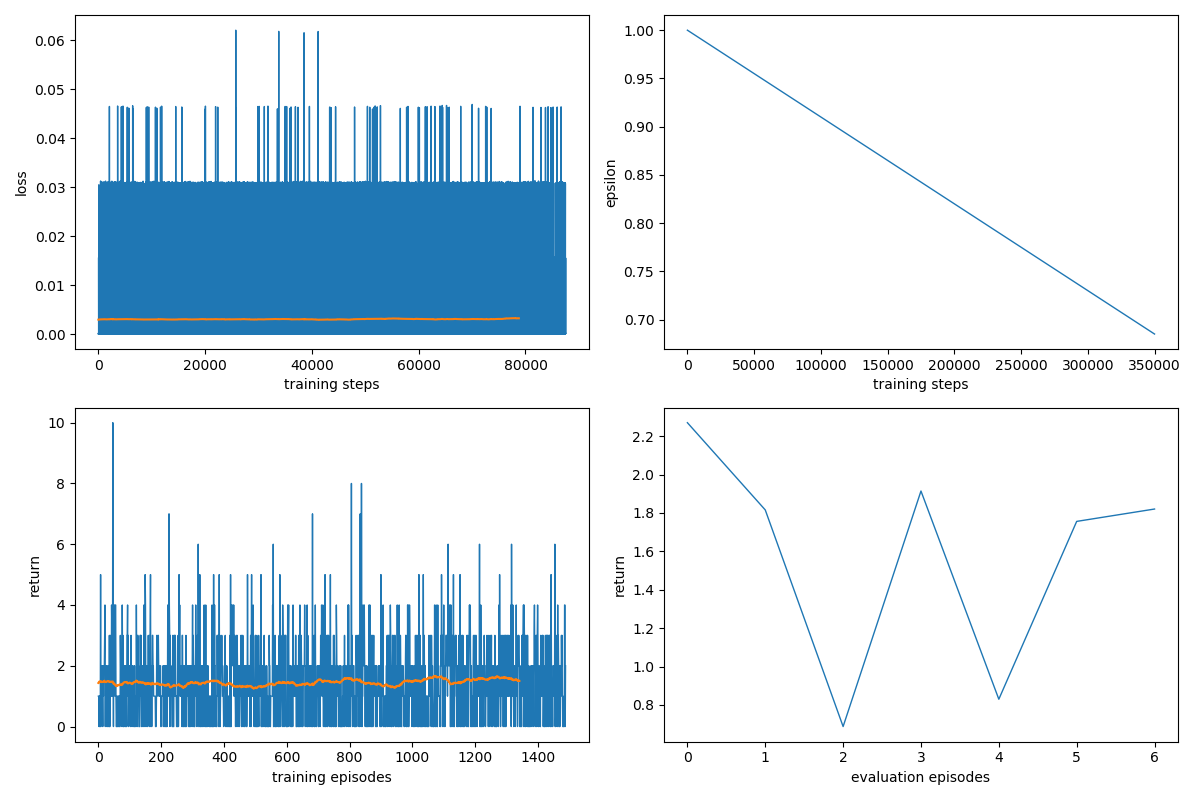 0.06
0.05
0.04
0.03
0.02
0.01
0.00
loss
0 20000 40000 60000 80000
training steps
1.00
0.95
0.90
0.85
0.80
0.75
0.70
epsilon
0 50000 100000 150000 200000 250000 300000 350000
training steps
10
8
6
4
2
0
return
0 200 400 600 800 1000 1200 1400
training episodes
2.2
2.0
1.8
1.6
1.4
1.2
1.0
0.8
return
0 1 2 3 4 5 6
evaluation episodes